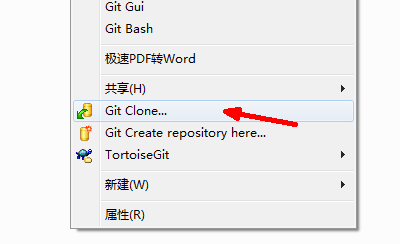 Git Gui
Git Bash
极速PDF转Word
共享(H)
Git Clone...
Git Create repository here...
TortoiseGit
新建(W)
属性(R)